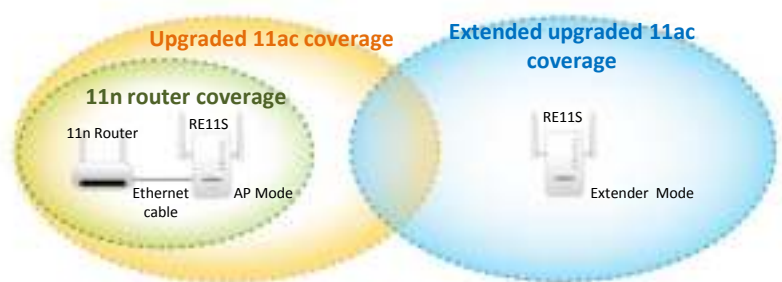 Upgraded 11ac coverage
Extended upgraded 11ac
coverage
11n router coverage
11n Router
RE11S
Ethernet
cable
AP Mode
RE11S
Extender Mode